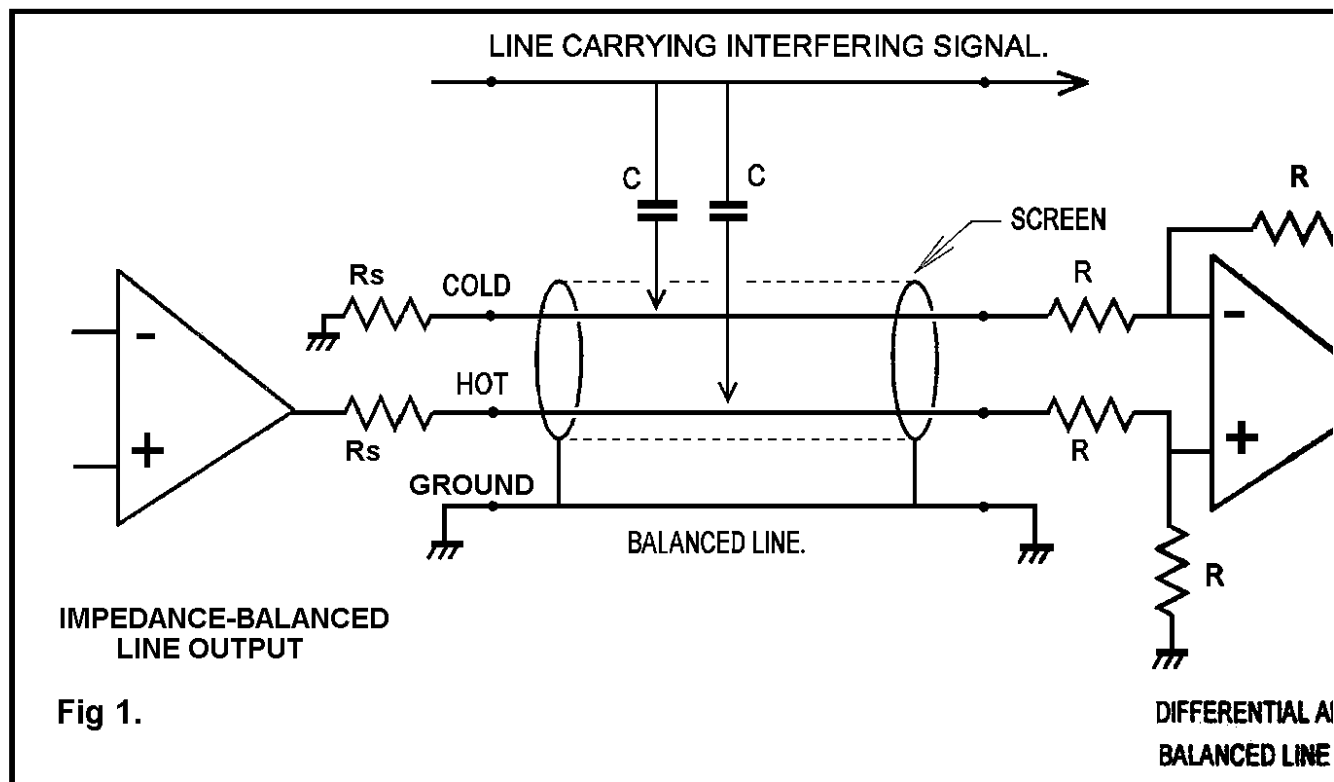 LINE CARRYING INTERFERING SIGNAL.
C
C
R
SCREEN
Rs
COLD
R
-
-
HOT
+
Rs
R
+
GROUND
BALANCED LINE.
R
IMPEDANCE-BALANCED
LINE OUTPUT
Fig 1.
DIFFERENTIAL
BALANCED LINE